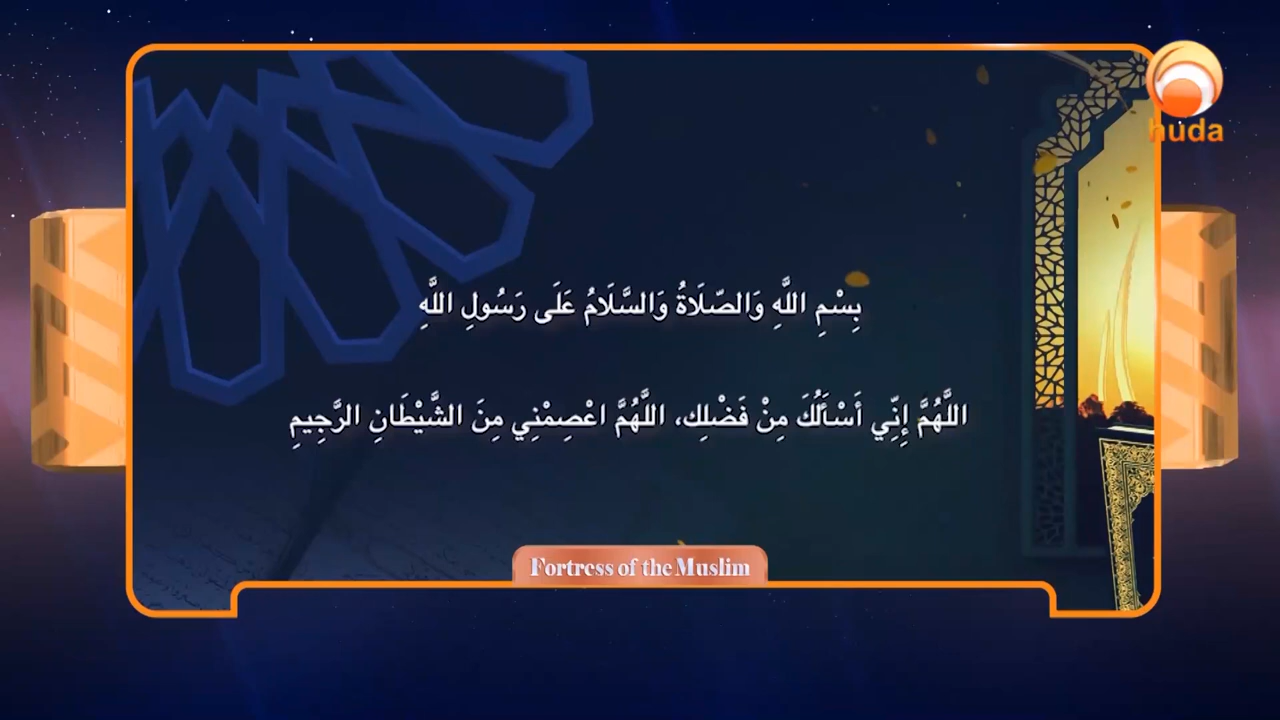 huda
بِسْمِ اللَّهِ وَالصَّلَاةُ وَالسَّلَامُ عَلَى رَسُولِ اللَّهِ
اللَّهُمَّ إِنِّي أَسْأَلُكَ مِنْ فَضْلِك، اللَّهُمَّ اعْصِمْنِي مِنَ الشَّيْطَانِ الرَّجِيمِ
Fortress of the Muslim